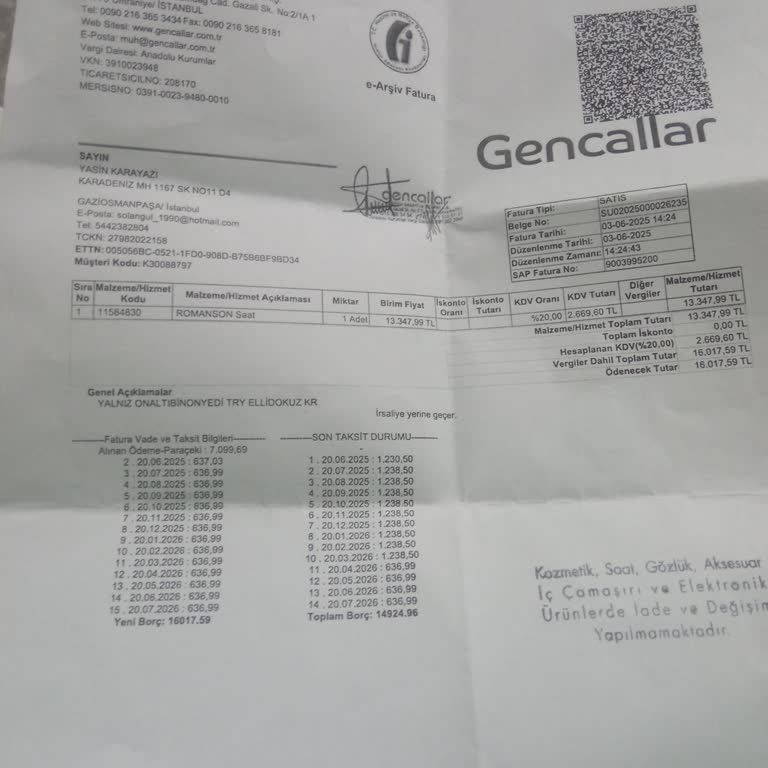 Ümraniye/ İSTANBUL Cad. Gazali Sk. No:2/1A 1
Tel: 0090 216 365 3434 Fax: 0090 216 365 8181
Web Sitesi: www.gencallar.com.tr
E-Posta: muh@gencallar.com.tr
Vergi Dairesi: Anadolu Kurumlar
VKN: 3910023948
TICARETSICILNO: 208170
MERSISNO: 0391-0023-9480-0010
e-Arşiv Fatura
Gencallar
SAYIN
YASİN KARAYAZI
KARADENİZ MH 1167 SK NO11 D4
GAZİOSMANPAŞA/ İstanbul
E-Posta: solangul_1990@hotmail.com
Tel: 5442382804
TCKN: 27982022158
ETTN: 005056BC-0521-1FD0-908D-B75B6BF9BD34
Müşteri Kodu: K30088797
gencallar
Fatura Tipi: SATIS
Belge No: SU02025000026235
Fatura Tarihi: 03-06-2025 14:24
Düzenlenme Tarihi: 03-06-2025
Düzenlenme Zamanı: 14:24:43
SAP Fatura No: 9003995200
Sıra No Malzeme/Hizmet Kodu Malzeme/Hizmet Açıklaması Miktar Birim Fiyat İskonto Oranı İskonto Tutarı KDV Oranı KDV Tutarı Diğer Vergiler Malzeme/Hizmet Tutarı
1 11584830 ROMANSON Saat 1 Adet 13.347,99 TL %20,00 2.669,60 TL 13.347,99 TL
Malzeme/Hizmet Toplam Tutarı 13.347,99 TL
Toplam İskonto 0,00 TL
Hesaplanan KDV(%20,00) 2.669,60 TL
Vergiler Dahil Toplam Tutar 16.017,59 TL
Ödenecek Tutar 16.017,59 TL
Genel Açıklamalar
YALNIZ ONALTIBİNONYEDİ TRY ELLİDOKUZ KR
İrsaliye yerine geçer.
----------Fatura Vade ve Taksit Bilgileri----------
Alınan Ödeme-Paraçeki : 7.099,69
2 . 20.06.2025 : 637,03
3 . 20.07.2025 : 636,99
4 . 20.08.2025 : 636,99
5 . 20.09.2025 : 636,99
6 . 20.10.2025 : 636,99
7 . 20.11.2025 : 636,99
8 . 20.12.2025 : 636,99
9 . 20.01.2026 : 636,99
10 . 20.02.2026 : 636,99
11 . 20.03.2026 : 636,99
12 . 20.04.2026 : 636,99
13 . 20.05.2026 : 636,99
14 . 20.06.2026 : 636,99
15 . 20.07.2026 : 636,99
Yeni Borç: 16017.59
----------SON TAKSİT DURUMU----------
-
1 . 20.06.2025 : 1.230,50
2 . 20.07.2025 : 1.238,50
3 . 20.08.2025 : 1.238,50
4 . 20.09.2025 : 1.238,50
5 . 20.10.2025 : 1.238,50
6 . 20.11.2025 : 1.238,50
7 . 20.12.2025 : 1.238,50
8 . 20.01.2026 : 1.238,50
9 . 20.02.2026 : 1.238,50
10 . 20.03.2026 : 1.238,50
11 . 20.04.2026 : 636,99
12 . 20.05.2026 : 636,99
13 . 20.06.2026 : 636,99
14 . 20.07.2026 : 636,99
Toplam Borç: 14924.96
Kozmetik, Saat, Gözlük, Aksesuar
İç Çamaşırı ve Elektronik
Ürünlerde İade ve Değişim
Yapılmamaktadır.